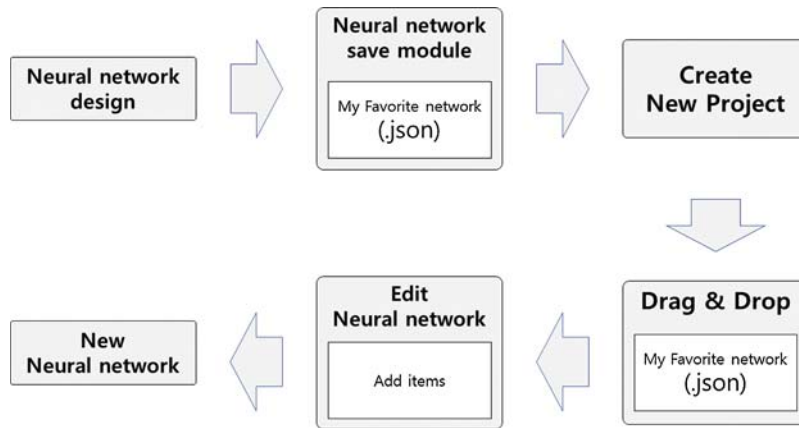 Neural network
design
Neural network
save module
My Favorite network
(.json)
Create
New Project
Drag & Drop
My Favorite network
(.json)
Edit
Neural network
Add items
New
Neural network